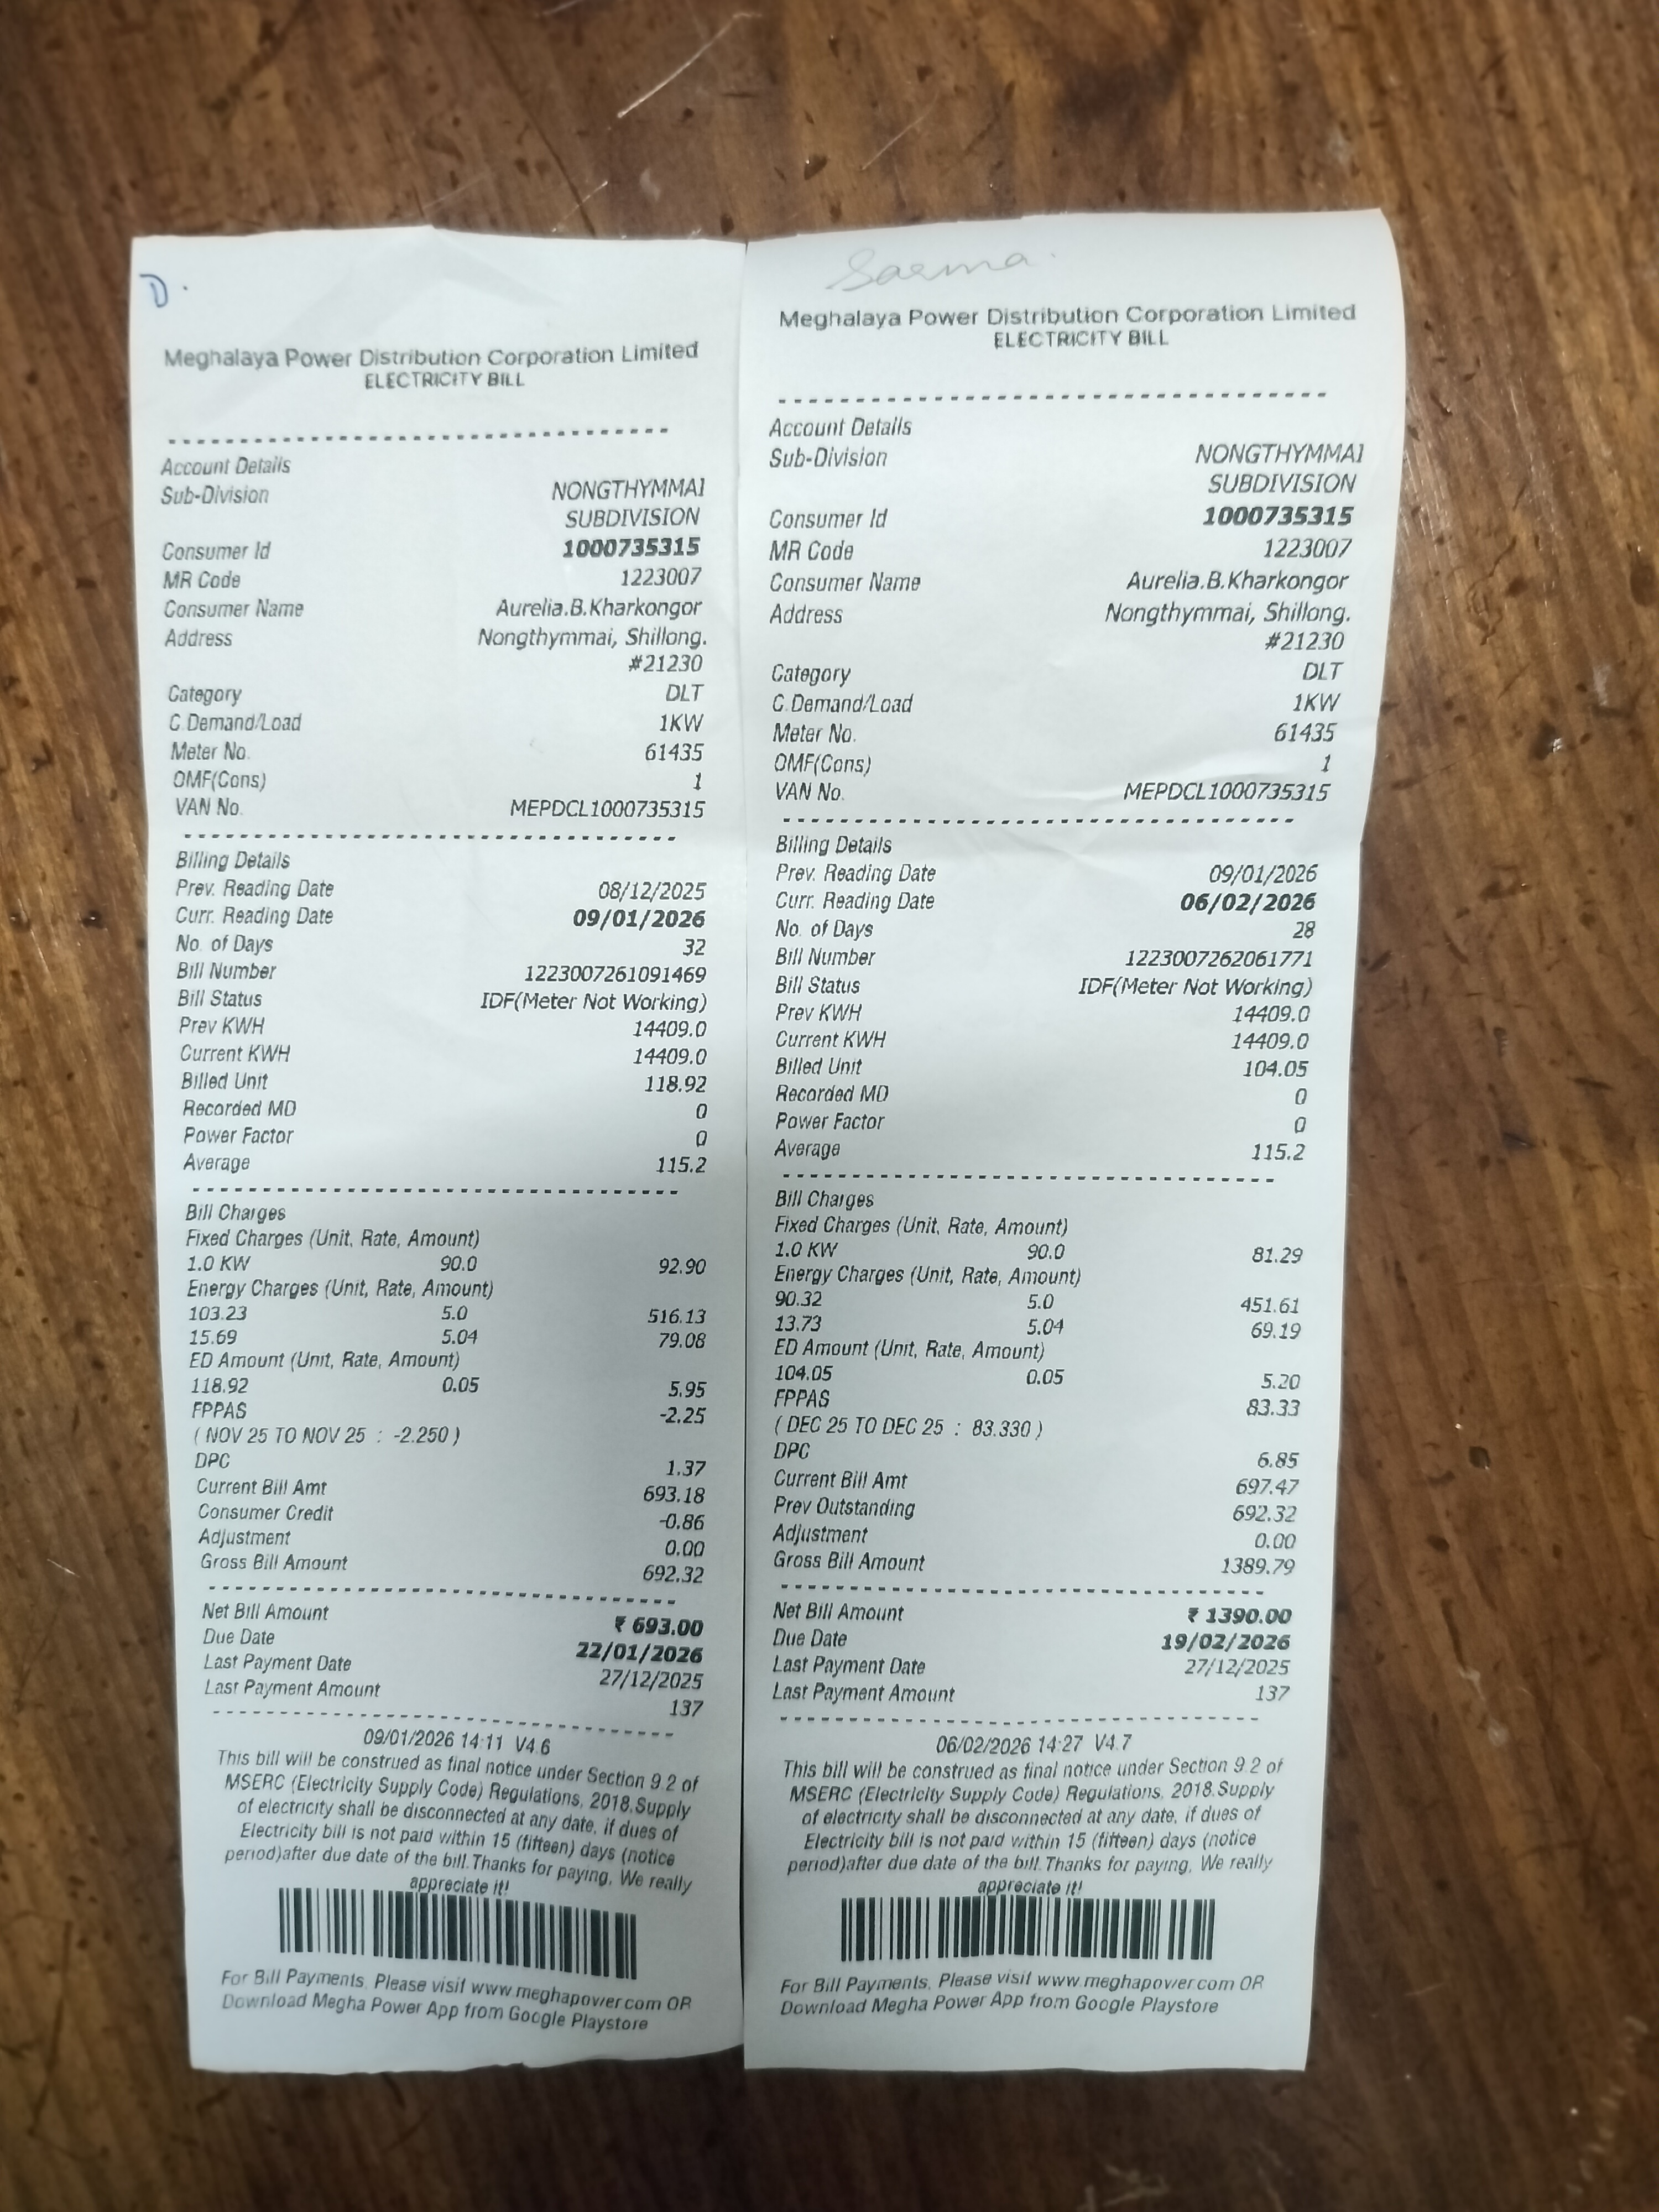 D.
Meghalaya Power Distribution Corporation Limited
ELECTRICITY BILL
Account Details
Sub-Division NONGTHYMMAI
SUBDIVISION
Consumer Id 1000735315
MR Code 1223007
Consumer Name Aurelia.B.Kharkongor
Address Nongthymmai, Shillong.
#21230
Category DLT
C.Demand/Load 1KW
Meter No. 61435
OMF(Cons) 1
VAN No. MEPDCL1000735315
Billing Details
Prev. Reading Date 08/12/2025
Curr. Reading Date 09/01/2026
No. of Days 32
Bill Number 1223007261091469
Bill Status IDF(Meter Not Working)
Prev KWH 14409.0
Current KWH 14409.0
Billed Unit 118.92
Recorded MD 0
Power Factor 0
Average 115.2
Bill Charges
Fixed Charges (Unit, Rate, Amount)
1.0 KW 90.0 92.90
Energy Charges (Unit, Rate, Amount)
103.23 5.0 516.13
15.69 5.04 79.08
ED Amount (Unit, Rate, Amount)
118.92 0.05 5.95
FPPAS -2.25
( NOV 25 TO NOV 25 : -2.250 )
DPC 1.37
Current Bill Amt 693.18
Consumer Credit -0.86
Adjustment 0.00
Gross Bill Amount 692.32
Net Bill Amount ₹ 693.00
Due Date 22/01/2026
Last Payment Date 27/12/2025
Last Payment Amount 137
09/01/2026 14:11 V4.6
This bill will be construed as final notice under Section 9.2 of
MSERC (Electricity Supply Code) Regulations, 2018.Supply
of electricity shall be disconnected at any date, if dues of
Electricity bill is not paid within 15 (fifteen) days (notice
period)after due date of the bill.Thanks for paying, We really
appreciate it!
For Bill Payments, Please visit www.meghapower.com OR
Download Megha Power App from Google Playstore
Sarma.
Meghalaya Power Distribution Corporation Limited
ELECTRICITY BILL
Account Details
Sub-Division NONGTHYMMAI
SUBDIVISION
Consumer Id 1000735315
MR Code 1223007
Consumer Name Aurelia.B.Kharkongor
Address Nongthymmai, Shillong.
#21230
Category DLT
C.Demand/Load 1KW
Meter No. 61435
OMF(Cons) 1
VAN No. MEPDCL1000735315
Billing Details
Prev. Reading Date 09/01/2026
Curr. Reading Date 06/02/2026
No. of Days 28
Bill Number 1223007262061771
Bill Status IDF(Meter Not Working)
Prev KWH 14409.0
Current KWH 14409.0
Billed Unit 104.05
Recorded MD 0
Power Factor 0
Average 115.2
Bill Charges
Fixed Charges (Unit, Rate, Amount)
1.0 KW 90.0 81.29
Energy Charges (Unit, Rate, Amount)
90.32 5.0 451.61
13.73 5.04 69.19
ED Amount (Unit, Rate, Amount)
104.05 0.05 5.20
FPPAS 83.33
( DEC 25 TO DEC 25 : 83.330 )
DPC 6.85
Current Bill Amt 697.47
Prev Outstanding 692.32
Adjustment 0.00
Gross Bill Amount 1389.79
Net Bill Amount ₹ 1390.00
Due Date 19/02/2026
Last Payment Date 27/12/2025
Last Payment Amount 137
06/02/2026 14:27 V4.7
This bill will be construed as final notice under Section 9.2 of
MSERC (Electricity Supply Code) Regulations, 2018.Supply
of electricity shall be disconnected at any date, if dues of
Electricity bill is not paid within 15 (fifteen) days (notice
period)after due date of the bill.Thanks for paying, We really
appreciate it!
For Bill Payments, Please visit www.meghapower.com OR
Download Megha Power App from Google Playstore